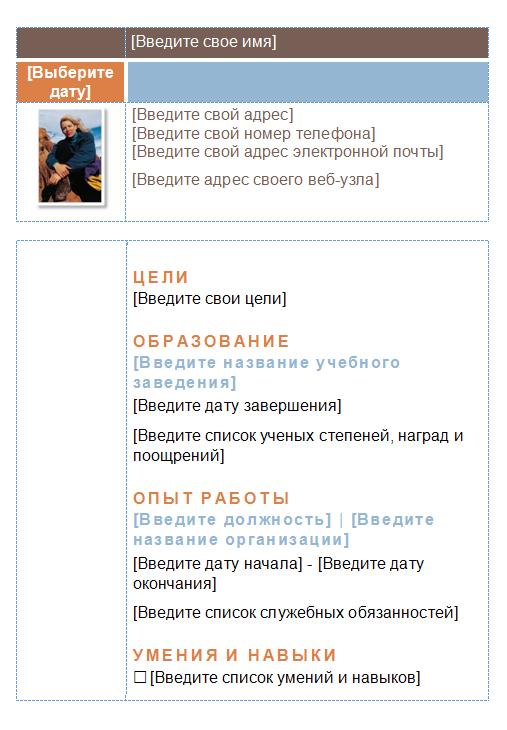 [Введите свое имя]
[Выберите
дату]
[Введите свой адрес]
[Введите свой номер телефона]
[Введите свой адрес электронной почты]
[Введите адрес своего веб-узла]
ЦЕЛИ
[Введите свои цели]
ОБРАЗОВАНИЕ
[Введите название учебного
заведения]
[Введите дату завершения]
[Введите список ученых степеней, наград и
поощрений]
ОПЫТ РАБОТЫ
[Введите должность] | [Введите
название организации]
[Введите дату начала] - [Введите дату
окончания]
[Введите список служебных обязанностей]
УМЕНИЯ И НАВЫКИ
☐ [Введите список умений и навыков]